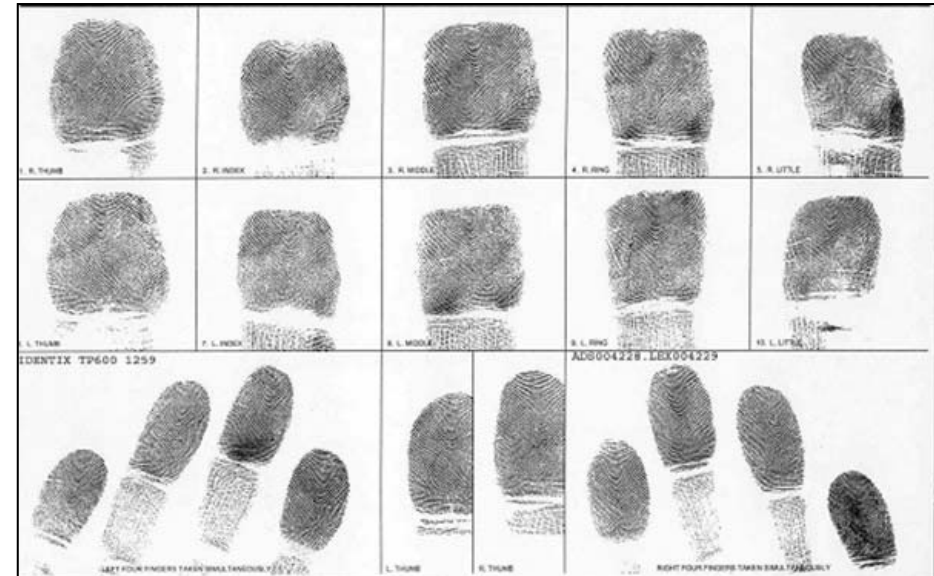 1. R. THUMB
2. R. INDEX
3. R. MIDDLE
4. R. RING
5. R. LITTLE
L. THUMB
7. L. INDEX
8. L. MIDDLE
9. L. RING
10. L. LITTLE
IDENTIX TP600 1259
ADS004228.LEX004229
LEFT FOUR FINGERS TAKEN SIMULTANEOUSLY
L. THUMB
R. THUMB
RIGHT FOUR FINGERS TAKEN SIMULTANEOUSLY